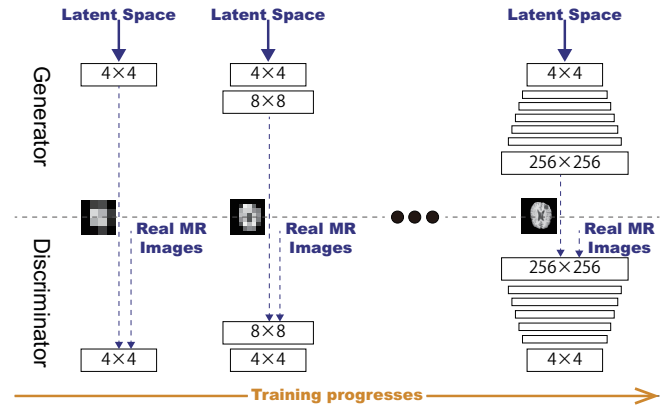 Latent Space
Latent Space
Latent Space
Generator
4×4
4×4
4×4
8×8
256×256
Real MR
Images
Real MR
Images
Real MR
Images
Discriminator
256×256
8×8
4×4
4×4
4×4
Training progresses